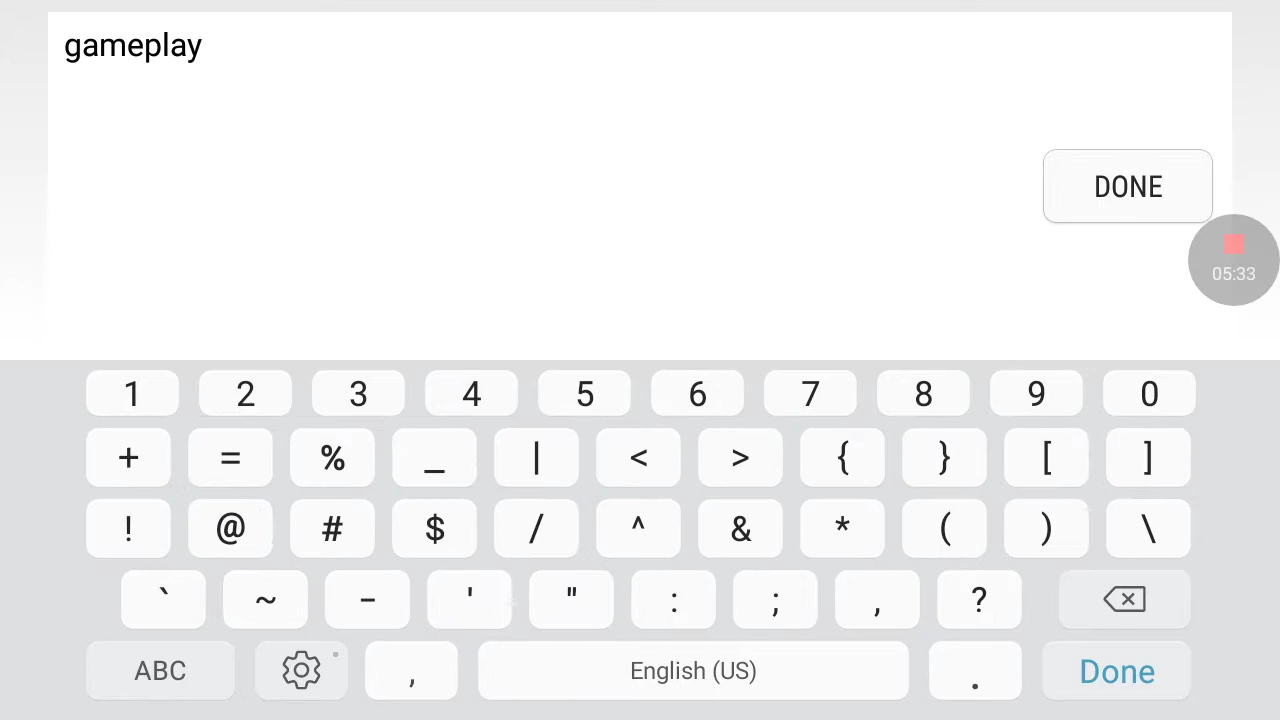 gameplay
DONE
05:33
1 2 3 4 5 6 7 8 9 0
+ = % _ | < > { } [ ]
! @ # $ / ^ & * ( ) \
` ~ - ' " : ; , ?
ABC , English (US) . Done